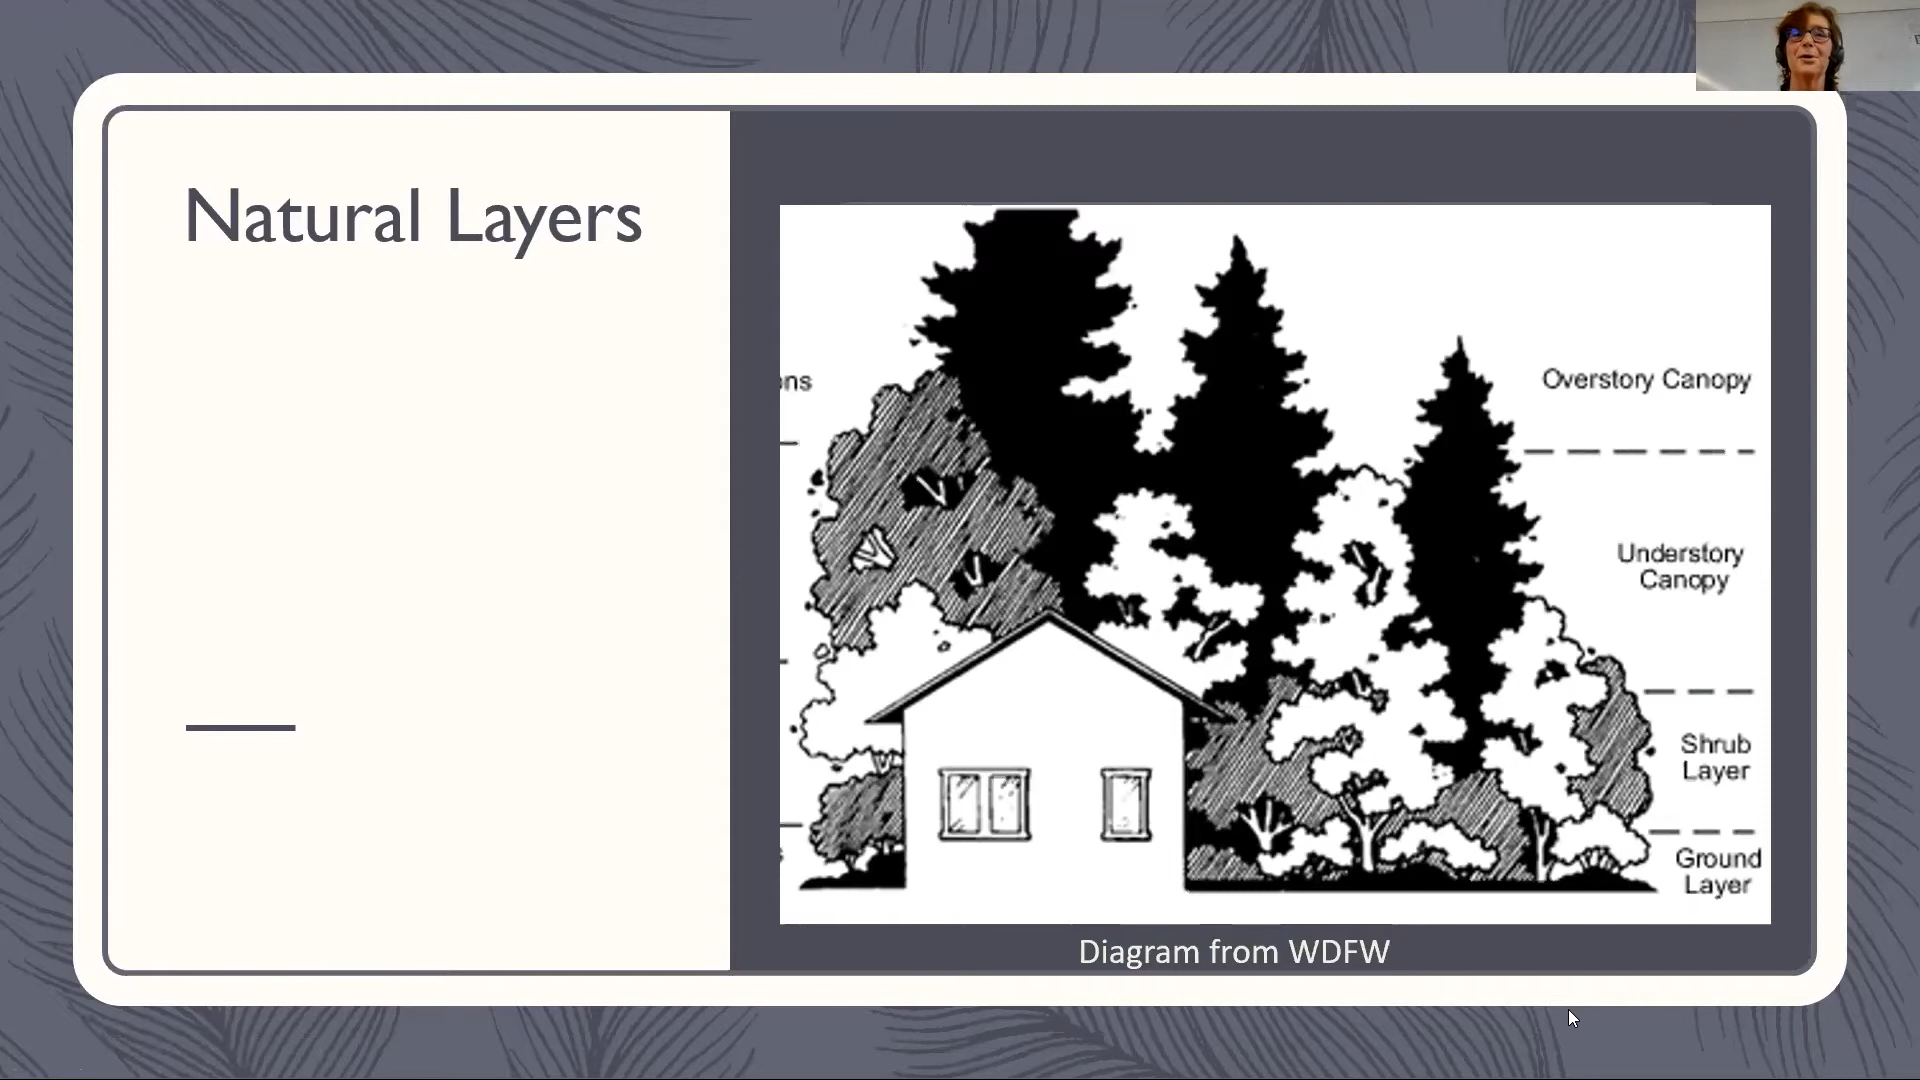 Natural Layers
ns
Overstory Canopy
Understory
Canopy
Shrub
Layer
Ground
Layer
Diagram from WDFW